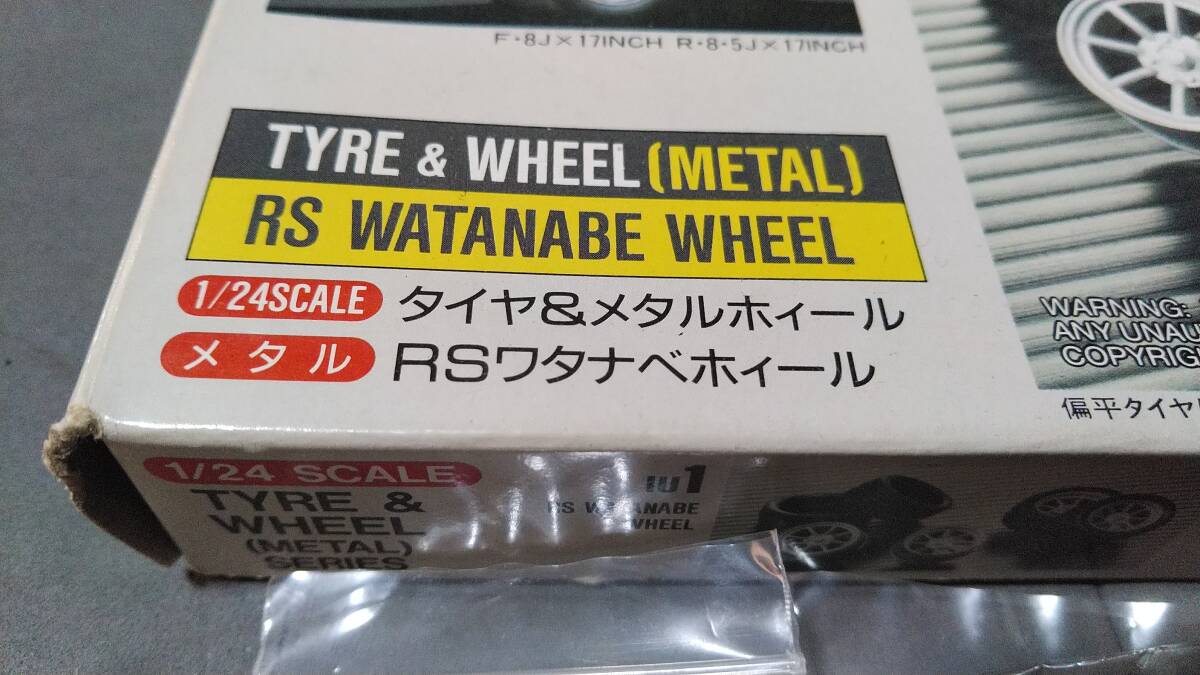 F・8J×17INCH R・8・5J×17INCH
TYRE & WHEEL (METAL)
RS WATANABE WHEEL
1/24SCALE タイヤ&メタルホィール
メタル RSワタナベホィール
WARNING:
ANY UNAU
COPYRIG
偏平タイヤ
1/24 SCALE
TYRE &
WHEEL
(METAL)
SERIES
RS WATANABE
WHEEL